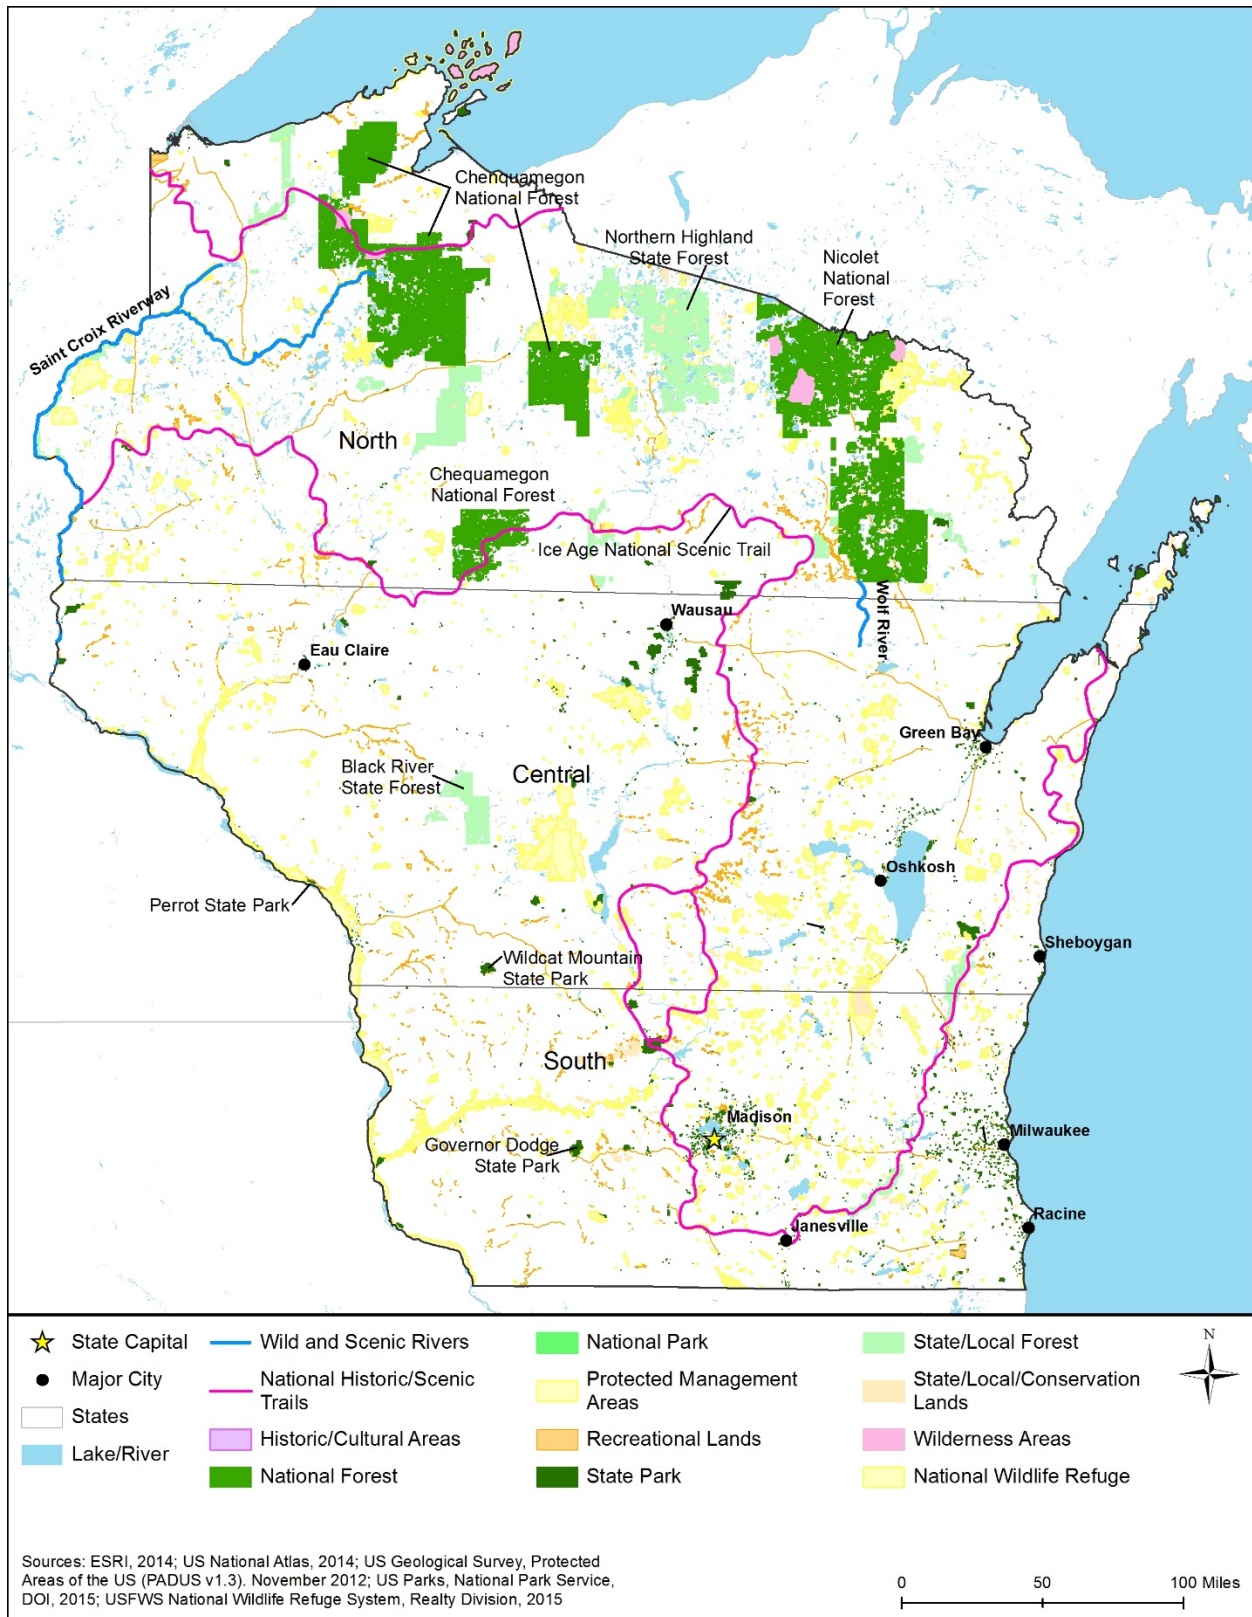 Chenquamegon
National Forest
Northern Highland
State Forest
Nicolet
National
Forest
Saint Croix Riverway
North
Chequamegon
National Forest
Ice Age National Scenic Trail
Wausau
Wolf River
Eau Claire
Green Bay
Black River
State Forest
Central
Oshkosh
Perrot State Park
Sheboygan
Wildcat Mountain
State Park
South
Madison
Milwaukee
Governor Dodge
State Park
Racine
Janesville
State Capital
Major City
States
Lake/River
Wild and Scenic Rivers
National Historic/Scenic
Trails
Historic/Cultural Areas
National Forest
National Park
Protected Management
Areas
Recreational Lands
State Park
State/Local Forest
State/Local/Conservation
Lands
Wilderness Areas
National Wildlife Refuge
N
Sources: ESRI, 2014; US National Atlas, 2014; US Geological Survey, Protected
Areas of the US (PADUS v1.3). November 2012; US Parks, National Park Service,
DOI, 2015; USFWS National Wildlife Refuge System, Realty Division, 2015
0 50 100 Miles